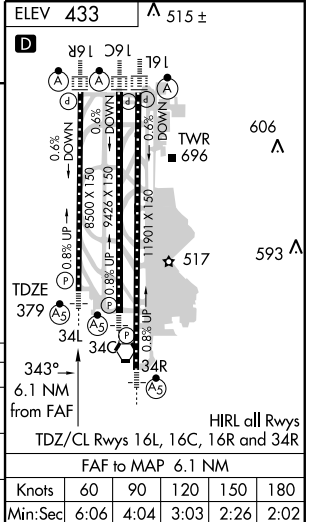 ELEV 433
515 ±
D
16R 16C 16L
A A A
P P P
0.6% DOWN
0.6% DOWN
0.6% DOWN
TWR
696
606
8500 X 150
9426 X 150
11901 X 150
517
593
0.8% UP
0.8% UP
0.8% UP
P
P
P
TDZE
379
A5
A5
A5
34L
34C
34R
343°
6.1 NM
from FAF
HIRL all Rwys
TDZ/CL Rwys 16L, 16C, 16R and 34R
FAF to MAP 6.1 NM
Knots 60 90 120 150 180
Min:Sec 6:06 4:04 3:03 2:26 2:02